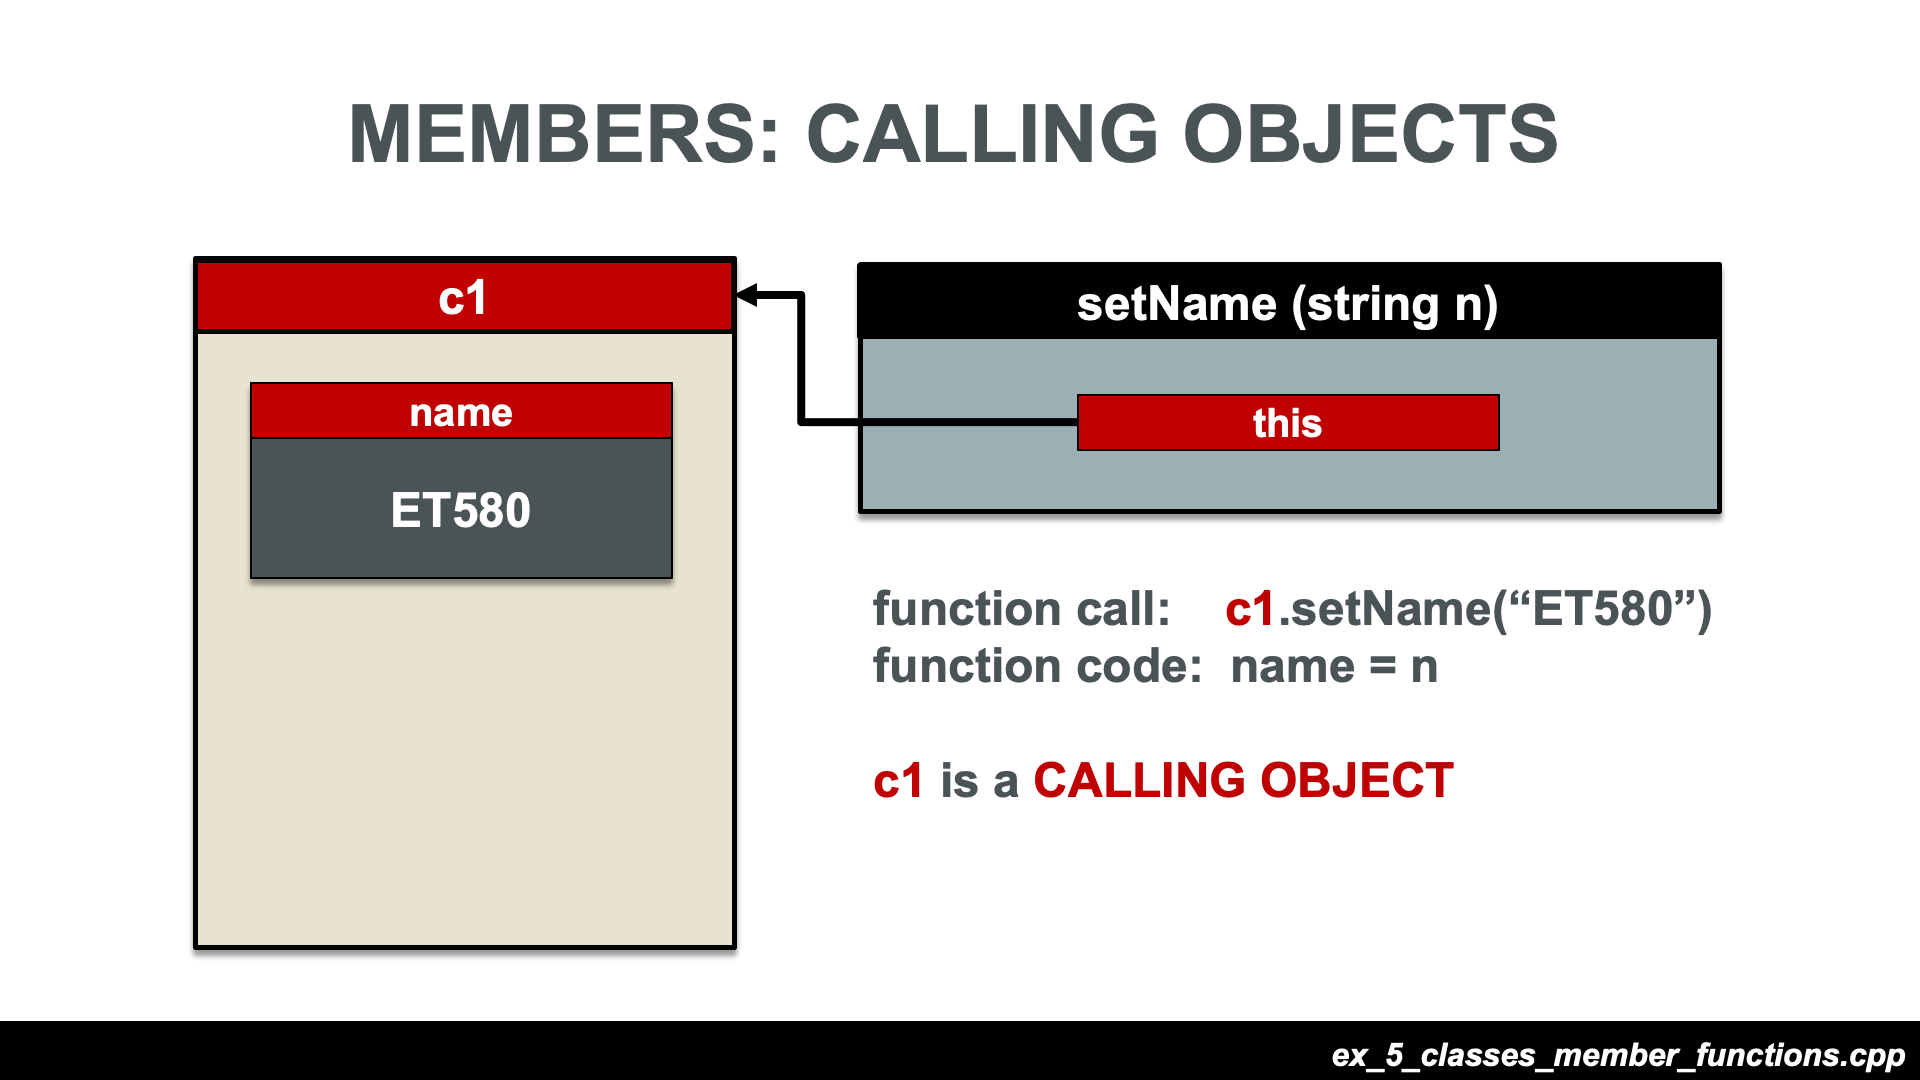 MEMBERS: CALLING OBJECTS
c1
name
ET580
setName (string n)
this
function call: c1.setName(“ET580”)
function code: name = n
c1 is a CALLING OBJECT
ex_5_classes_member_functions.cpp